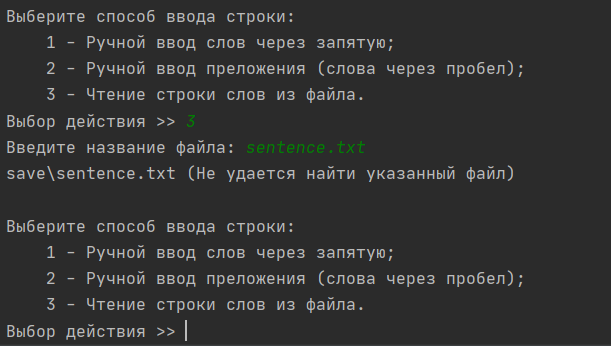 Выберите способ ввода строки:
1 - Ручной ввод слов через запятую;
2 - Ручной ввод преложения (слова через пробел);
3 - Чтение строки слов из файла.
Выбор действия >> 3
Введите название файла: sentence.txt
save\sentence.txt (Не удается найти указанный файл)
Выберите способ ввода строки:
1 - Ручной ввод слов через запятую;
2 - Ручной ввод преложения (слова через пробел);
3 - Чтение строки слов из файла.
Выбор действия >>